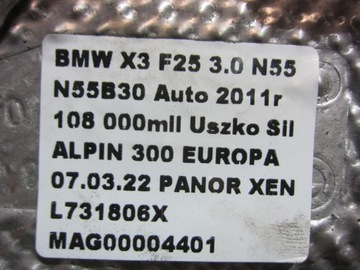 BMW X3 F25 3.0 N55
N55B30 Auto 2011r
108 000mil Uszko Sil
ALPIN 300 EUROPA
07.03.22 PANOR XEN
L731806X
MAG00004401